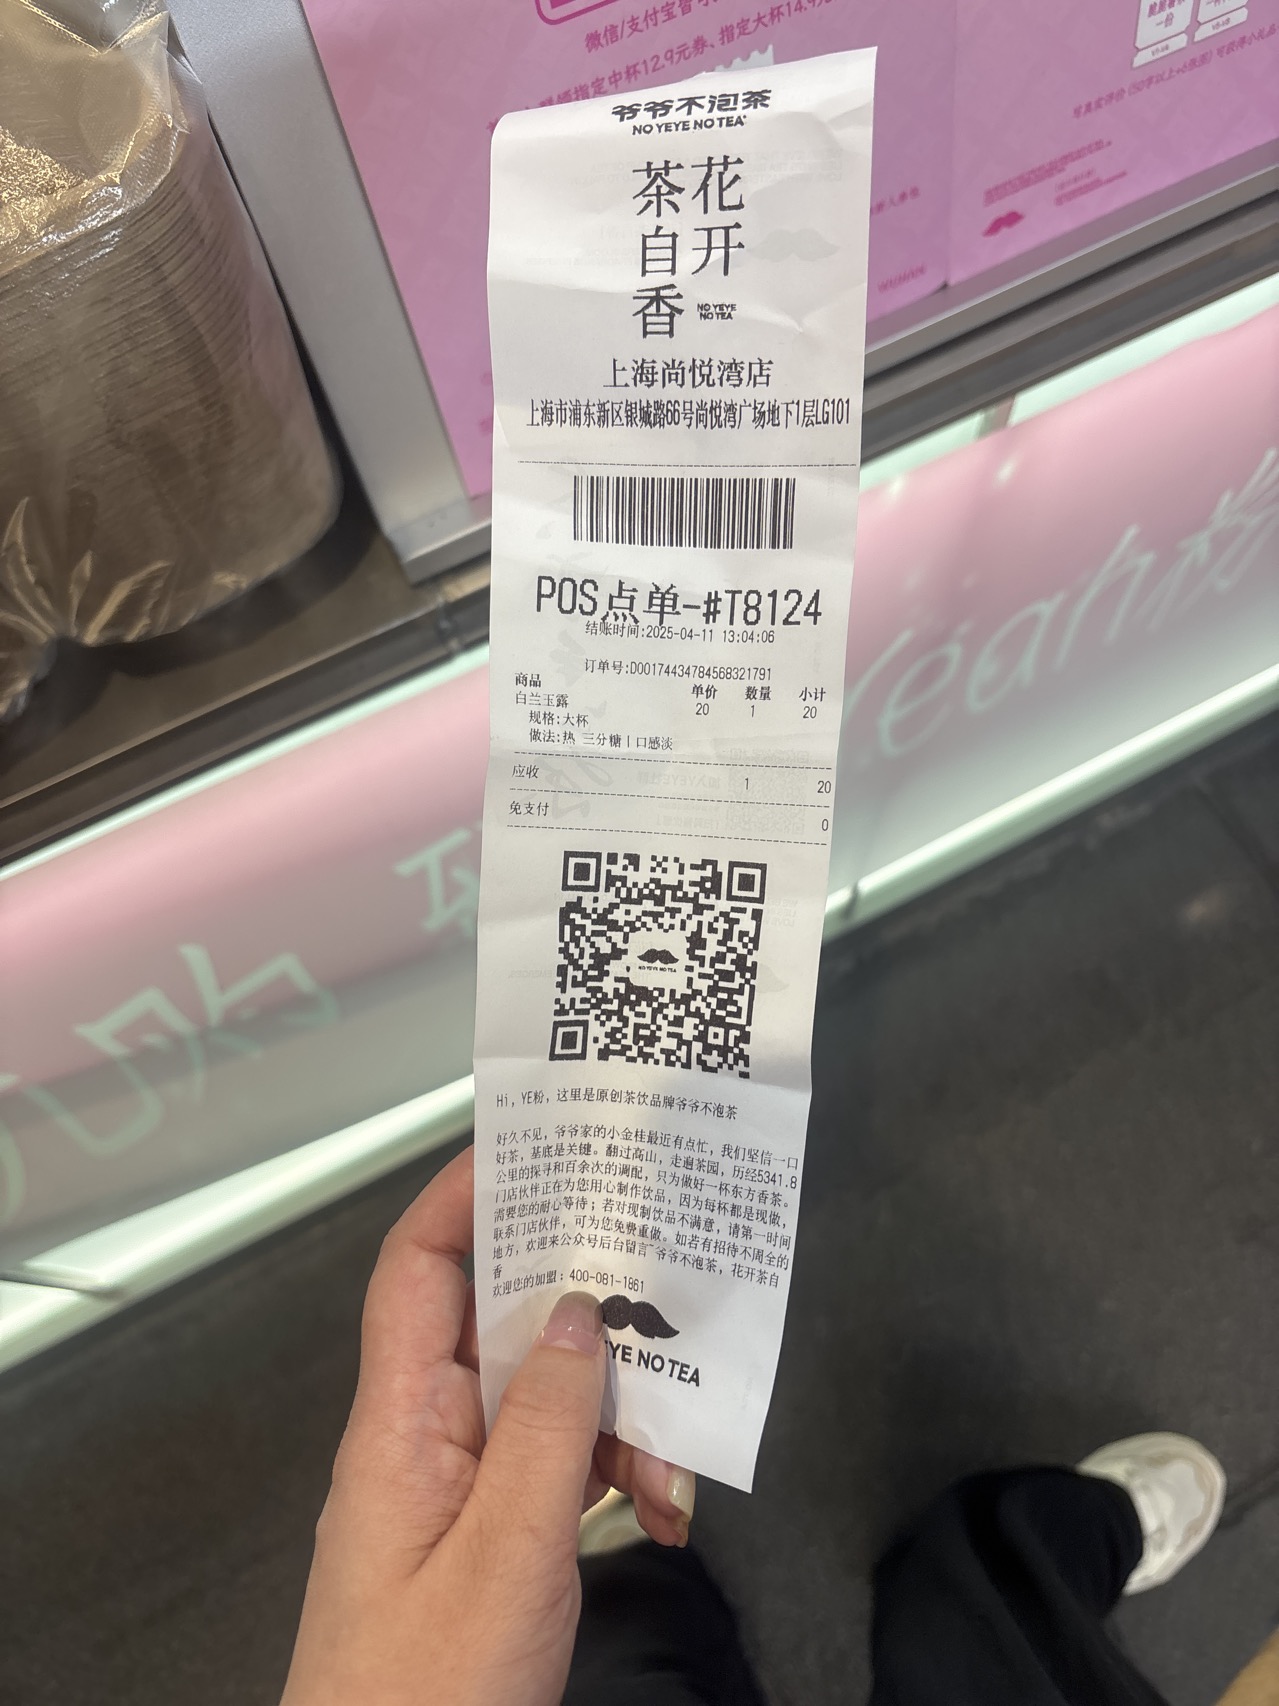 微信/支付宝
指定中杯12.9元券、指定大杯14.9元
一份
爷爷不泡茶
NO YEYE NO TEA
花开
茶自香
NO YEYE
NO TEA
上海尚悦湾店
上海市浦东新区银城路66号尚悦湾广场地下1层LG101
POS点单-#T8124
结账时间:2025-04-11 13:04:06
订单号:D00174434784568321791
商品 单价 数量 小计
白兰玉露 20 1 20
规格:大杯
做法:热 三分糖|口感淡
应收 1 20
免支付 0
NO YEYE NO TEA
Hi，YE粉，这里是原创茶饮品牌爷爷不泡茶
好久不见，爷爷家的小金桂最近有点忙，我们坚信一口
好茶，基底是关键。翻过高山，走遍茶园，历经5341.8
公里的探寻和百余次的调配，只为做好一杯东方香茶。
门店伙伴正在为您用心制作饮品，因为每杯都是现做，
需要您的耐心等待；若对现制饮品不满意，请第一时间
联系门店伙伴，可为您免费重做。如若有招待不周全的
地方，欢迎来公众号后台留言~爷爷不泡茶，花开茶自
香
欢迎您的加盟：400-081-1861
YE NO TEA
Yeah粉